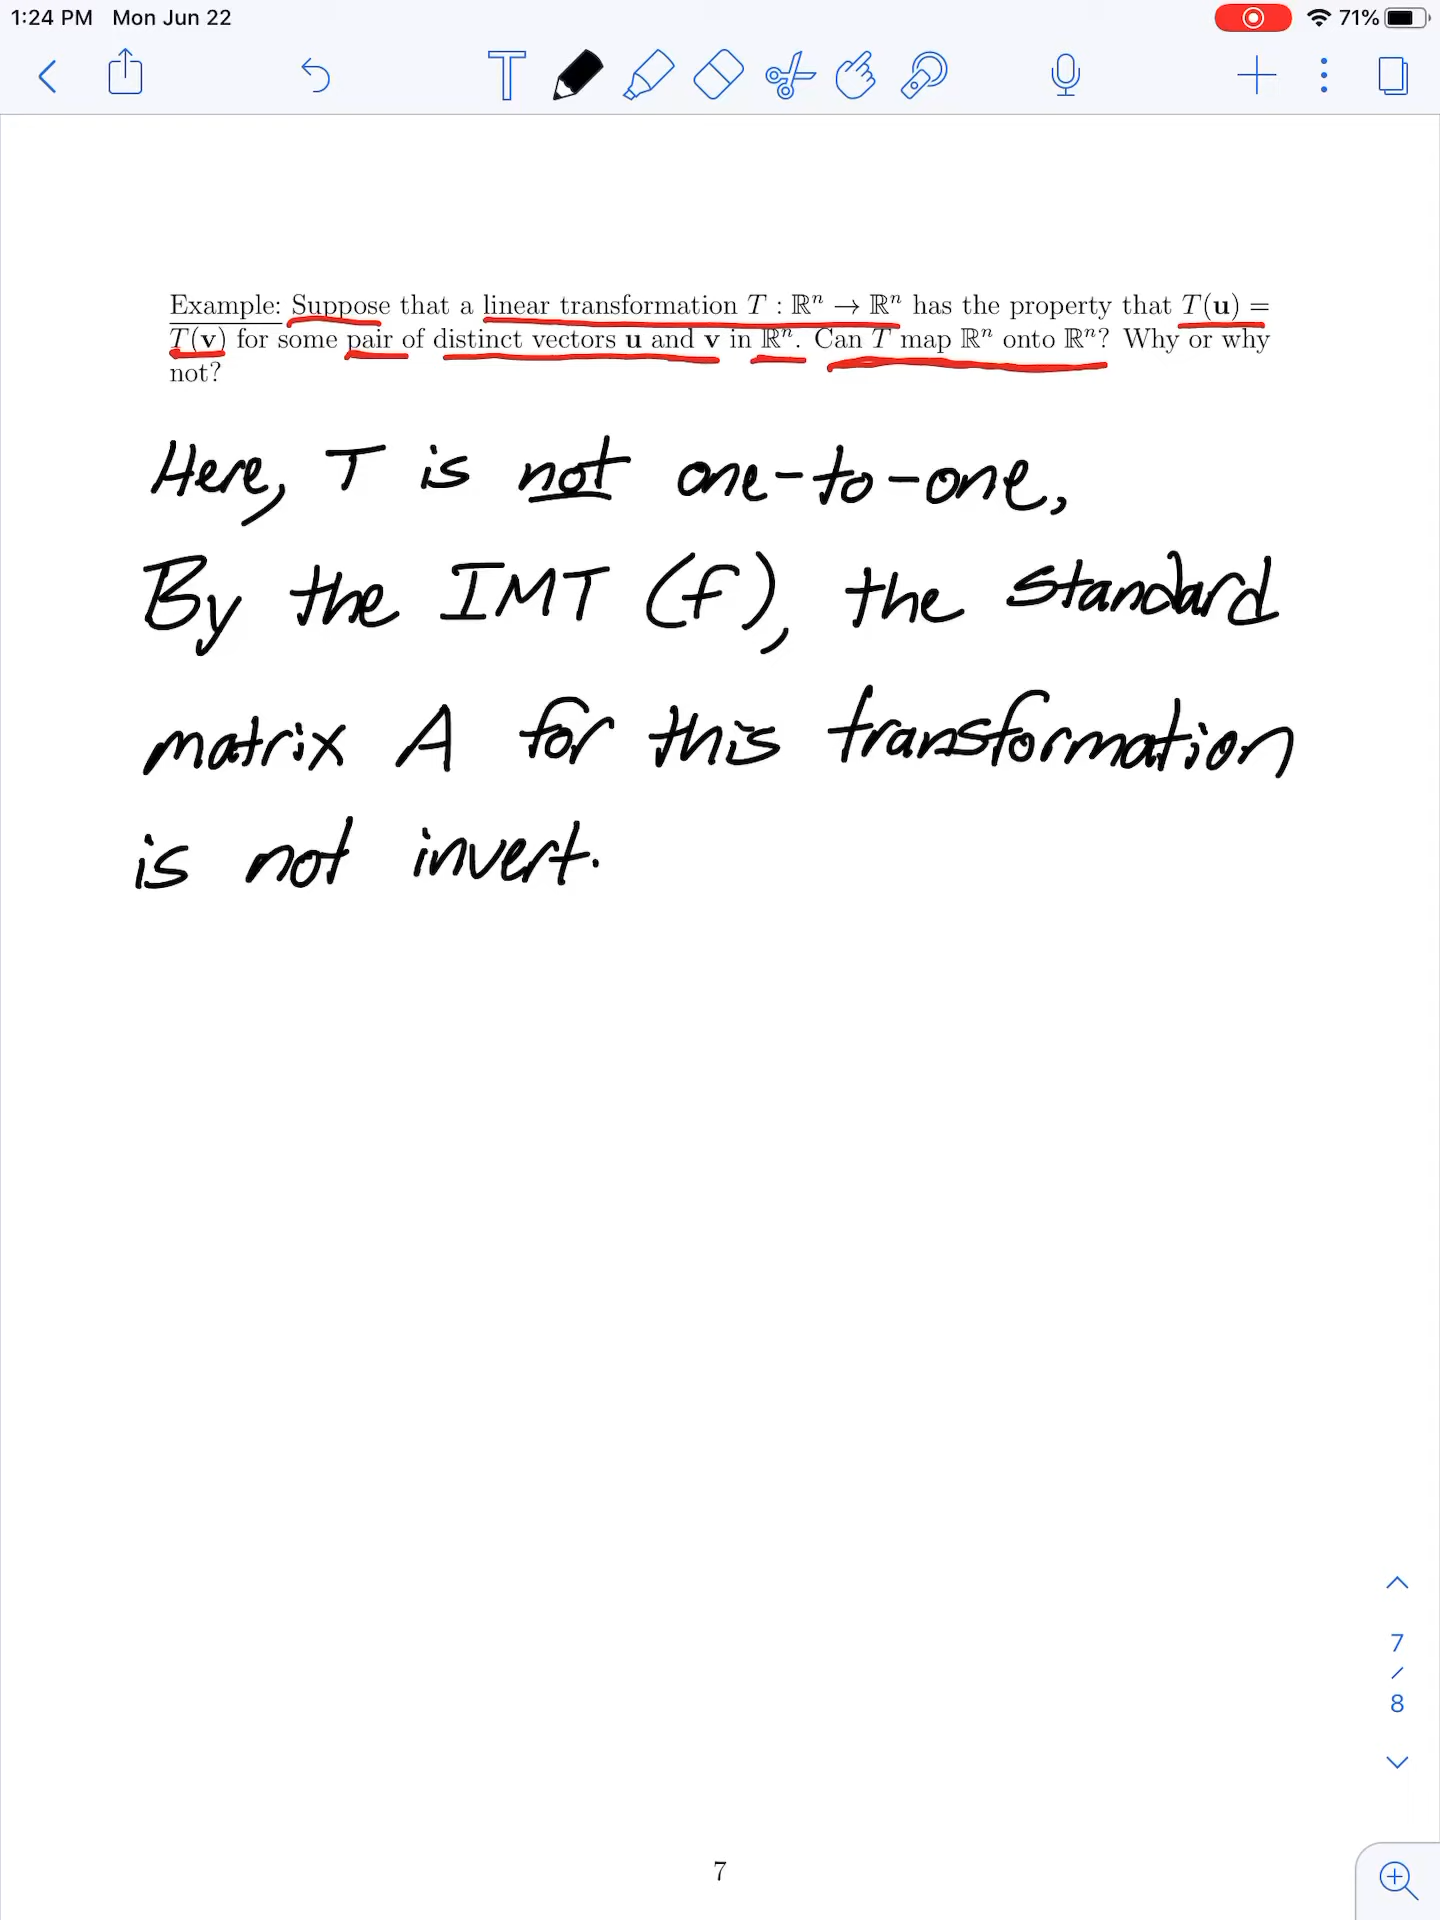 1:24 PM Mon Jun 22 71%
Example: Suppose that a linear transformation T : ℝⁿ → ℝⁿ has the property that T(u) =
T(v) for some pair of distinct vectors u and v in ℝⁿ. Can T map ℝⁿ onto ℝⁿ? Why or why
not?
Here, T is not one-to-one,
By the IMT (f), the standard
matrix A for this transformation
is not invert.
7
/
8
7